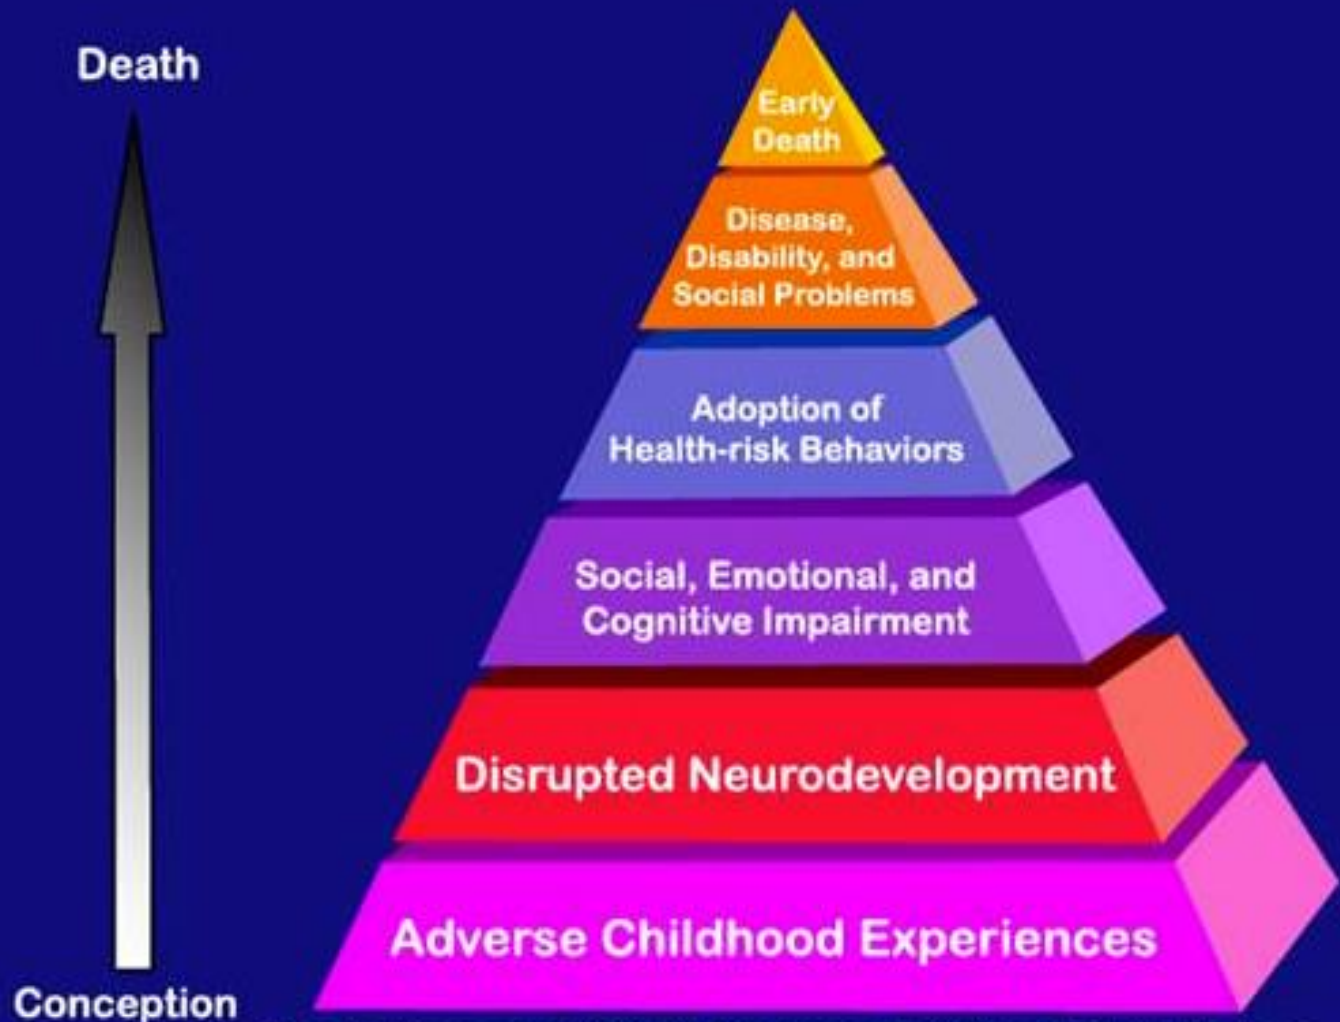 Death
Early
Death
Disease,
Disability, and
Social Problems
Adoption of
Health-risk Behaviors
Social, Emotional, and
Cognitive Impairment
Disrupted Neurodevelopment
Adverse Childhood Experiences
Conception